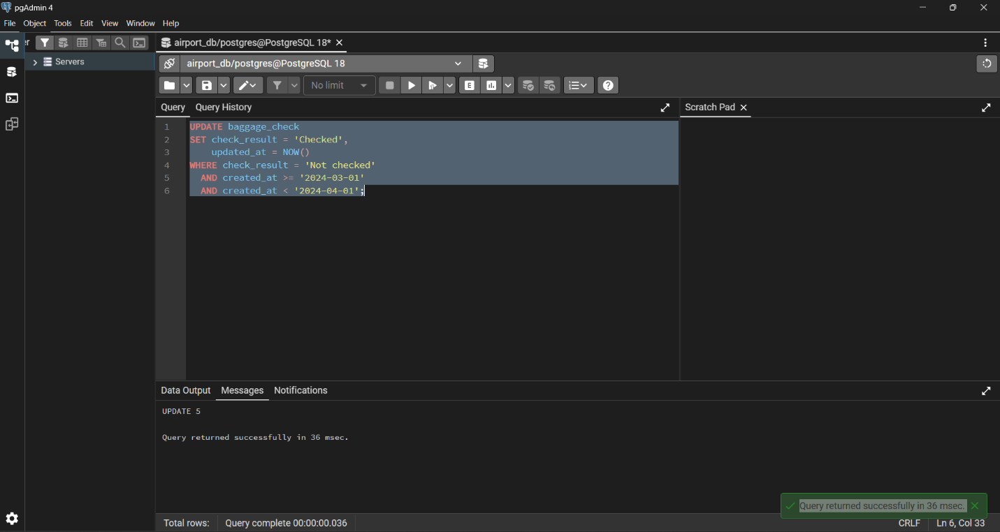 pgAdmin 4
File Object Tools Edit View Window Help
er
airport_db/postgres@PostgreSQL 18*
Servers
airport_db/postgres@PostgreSQL 18
No limit
E
Query Query History
Scratch Pad
1 UPDATE baggage_check
2 SET check_result = 'Checked',
3 updated_at = NOW()
4 WHERE check_result = 'Not checked'
5 AND created_at >= '2024-03-01'
6 AND created_at < '2024-04-01';
Data Output Messages Notifications
UPDATE 5
Query returned successfully in 36 msec.
Query returned successfully in 36 msec.
Total rows: Query complete 00:00:00.036 CRLF Ln 6, Col 33